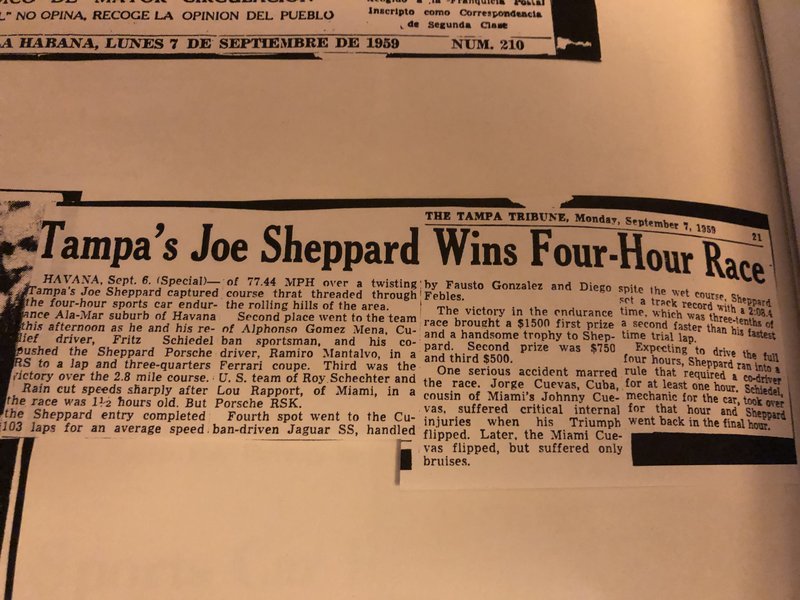 DE MAYOR CIRCULACION
NO OPINA, RECOGE LA OPINION DEL PUEBLO
Franquicia Postal
Inscripto como Correspondencia
de Segunda Clase
LA HABANA, LUNES 7 DE SEPTIEMBRE DE 1959 NUM. 210
THE TAMPA TRIBUNE, Monday, September 7, 1959 21
Tampa's Joe Sheppard Wins Four-Hour Race
HAVANA, Sept. 6. (Special)—
Tampa's Joe Sheppard captured
the four-hour sports car endur-
ance Ala-Mar suburb of Havana
this afternoon as he and his re-
lief driver, Fritz Schiedel
pushed the Sheppard Porsche
RS to a lap and three-quarters
victory over the 2.8 mile course.
Rain cut speeds sharply after
the race was 1½ hours old. But
the Sheppard entry completed
103 laps for an average speed
of 77.44 MPH over a twisting
course thrat threaded through
the rolling hills of the area.
Second place went to the team
of Alphonso Gomez Mena, Cu-
ban sportsman, and his co-
driver, Ramiro Mantalvo, in a
Ferrari coupe. Third was the
U. S. team of Roy Schechter and
Lou Rapport, of Miami, in a
Porsche RSK.
Fourth spot went to the Cu-
ban-driven Jaguar SS, handled
by Fausto Gonzalez and Diego
Febles.
The victory in the endurance
race brought a $1500 first prize
and a handsome trophy to Shep-
pard. Second prize was $750
and third $500.
One serious accident marred
the race. Jorge Cuevas, Cuba,
cousin of Miami's Johnny Cue-
vas, suffered critical internal
injuries when his Triumph
flipped. Later, the Miami Cue-
vas flipped, but suffered only
bruises.
spite the wet course, Sheppard
set a track record with a 2:08.4
time, which was three-tenths of
a second faster than his fastest
time trial lap.
Expecting to drive the full
four hours, Sheppard ran into a
rule that required a co-driver
for at least one hour. Schiedel,
mechanic for the car, took over
for that hour and Sheppard
went back in the final hour.